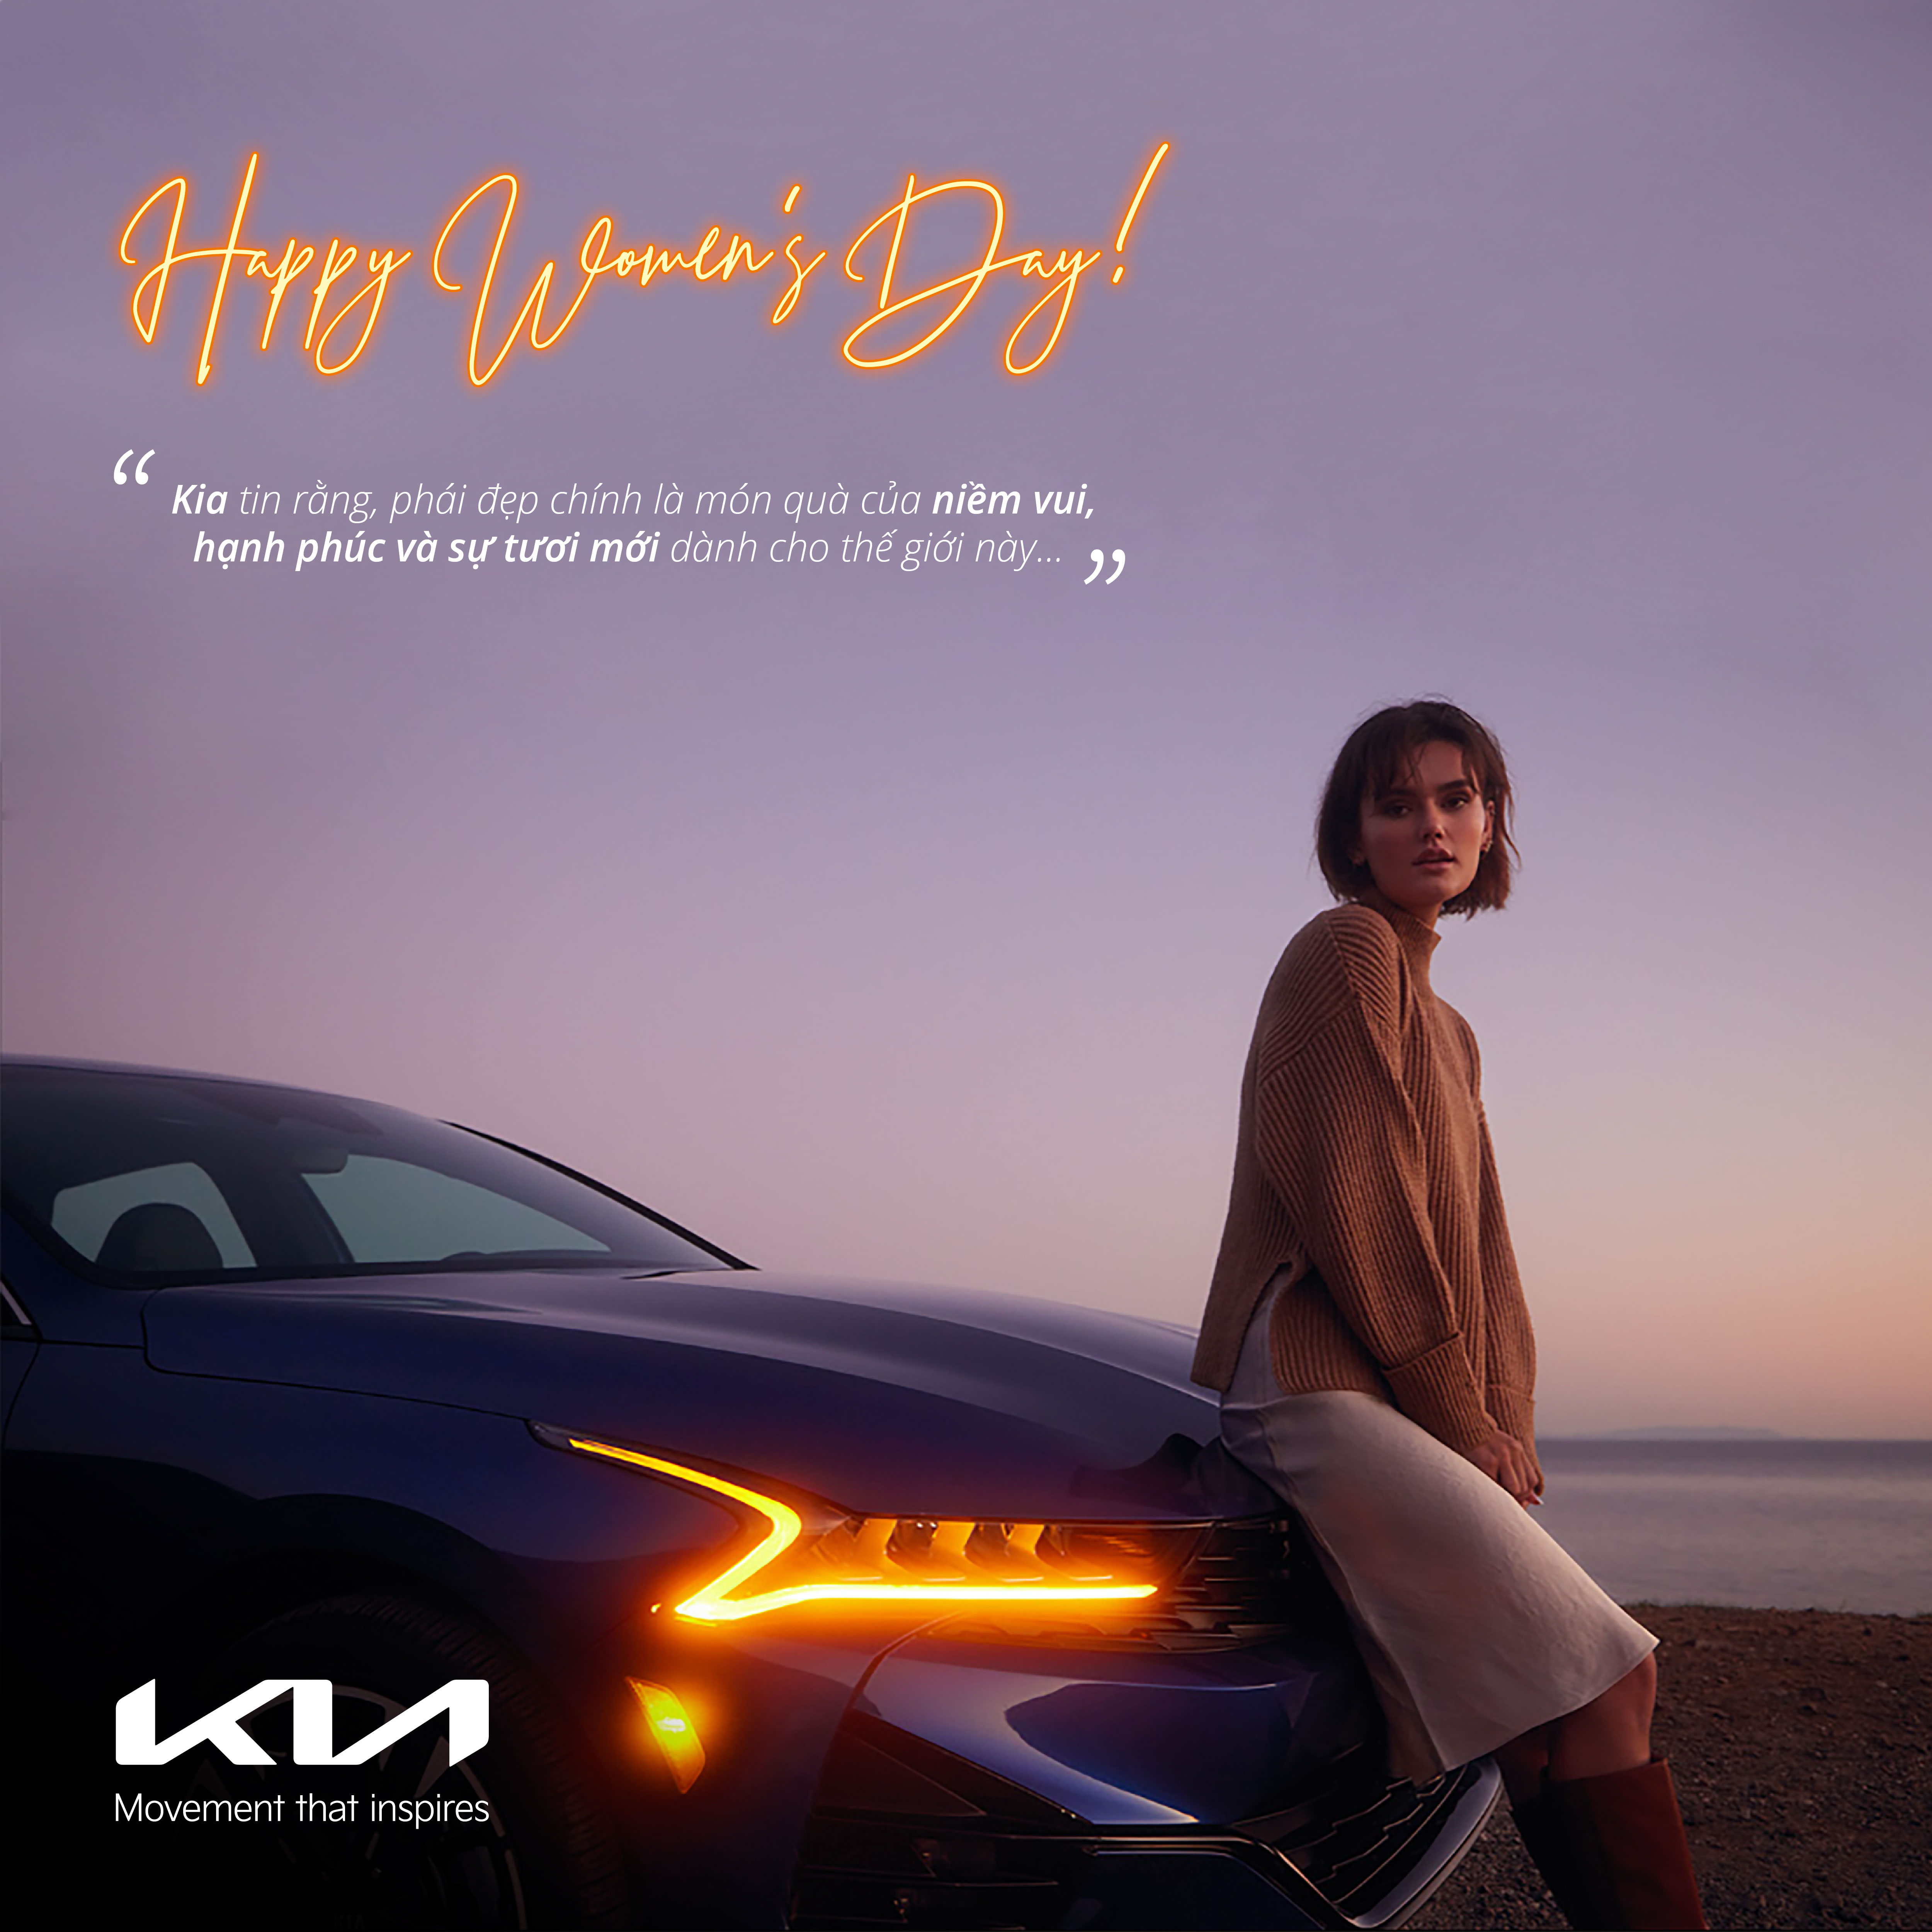 Happy Women's Day!
“ Kia tin rằng, phái đẹp chính là món quà của niềm vui,
hạnh phúc và sự tươi mới dành cho thế giới này... ”
KIA
Movement that inspires